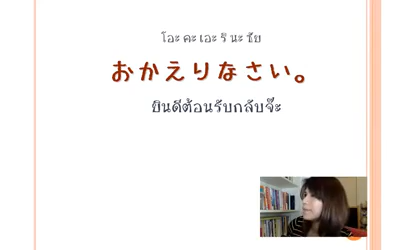 โอะ คะ เอะ ริ นะ ซัย
おかえりなさい。
ยินดีต้อนรับกลับจ๊ะ